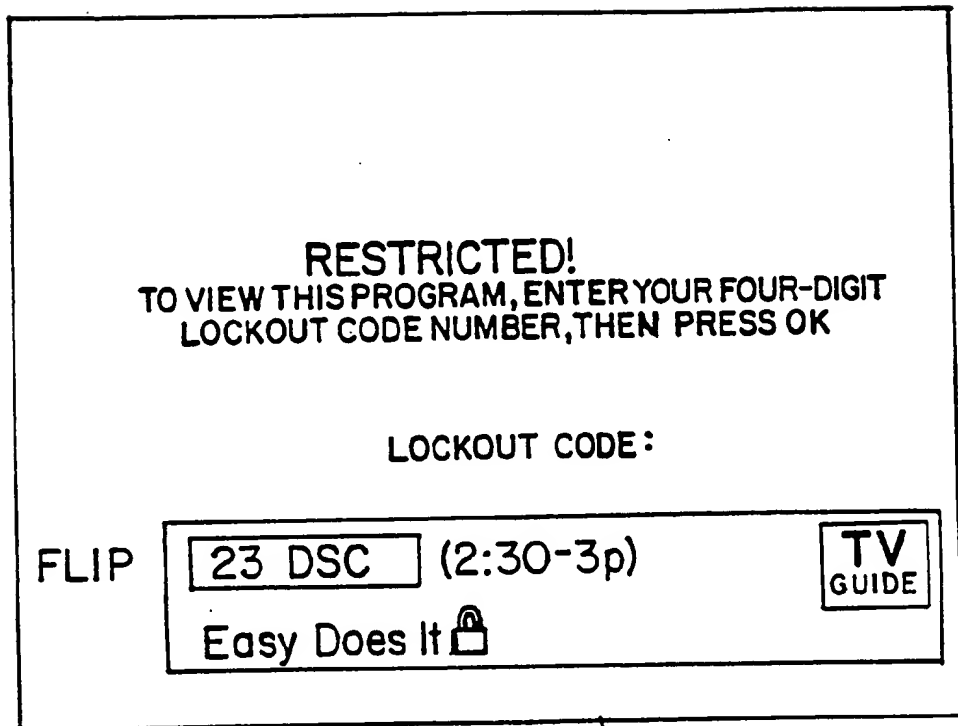 RESTRICTED!
TO VIEW THIS PROGRAM, ENTER YOUR FOUR-DIGIT
LOCKOUT CODE NUMBER, THEN PRESS OK
LOCKOUT CODE:
FLIP
23 DSC (2:30-3p)
TV
GUIDE
Easy Does It